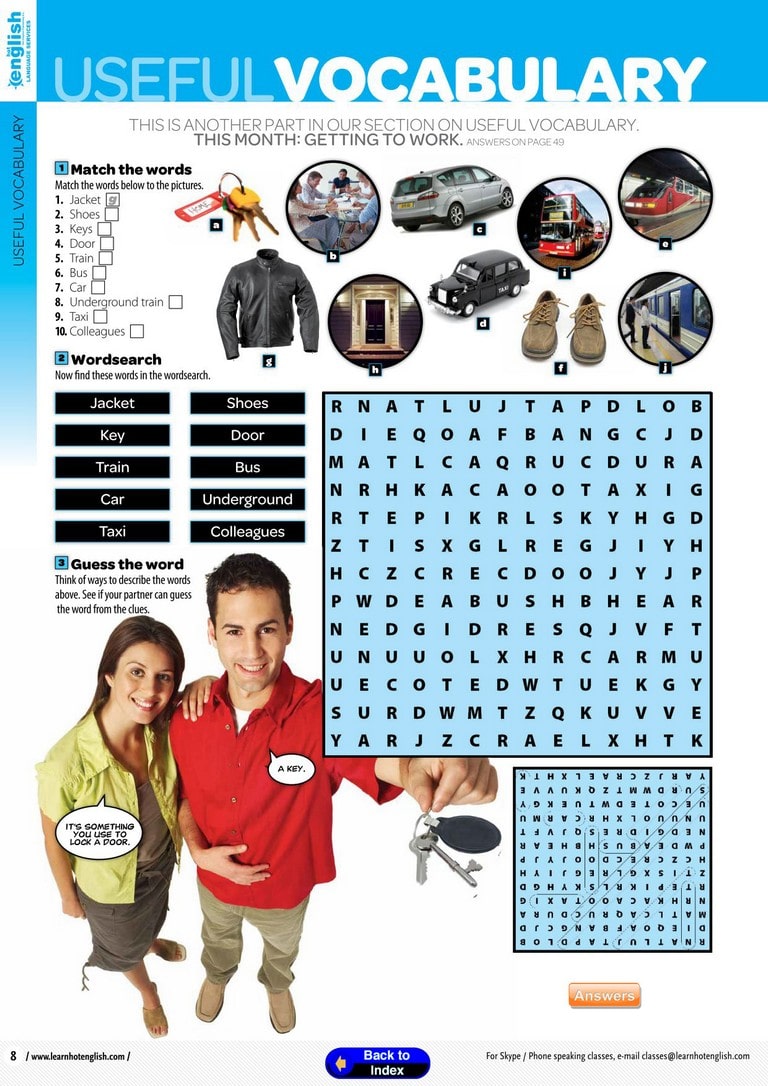 hot
english
LANGUAGE SERVICES
USEFUL VOCABULARY
USEFUL VOCABULARY
THIS IS ANOTHER PART IN OUR SECTION ON USEFUL VOCABULARY.
THIS MONTH: GETTING TO WORK. ANSWERS ON PAGE 49
1 Match the words
Match the words below to the pictures.
1. Jacket g
2. Shoes
3. Keys
4. Door
5. Train
6. Bus
7. Car
8. Underground train
9. Taxi
10. Colleagues
a
b
c
i
e
TAXI
d
g
h
f
j
2 Wordsearch
Now find these words in the wordsearch.
Jacket Shoes
Key Door
Train Bus
Car Underground
Taxi Colleagues
R N A T L U J T A P D L O B
D I E Q O A F B A N G C J D
M A T L C A Q R U C D U R A
N R H K A C A O O T A X I G
R T E P I K R L S K Y H G D
Z T I S X G L R E G J I Y H
H C Z C R E C D O O J Y J P
P W D E A B U S H B H E A R
N E D G I D R E S Q J V F T
U N U U O L X H R C A R M U
U E C O T E D W T U E K G Y
S U R D W M T Z Q K U V V E
Y A R J Z C R A E L X H T K
3 Guess the word
Think of ways to describe the words
above. See if your partner can guess
the word from the clues.
A KEY.
IT'S SOMETHING
YOU USE TO
LOCK A DOOR.
Answers
8 / www.learnhotenglish.com /
Back to
Index
For Skype / Phone speaking classes, e-mail classes@learnhotenglish.com